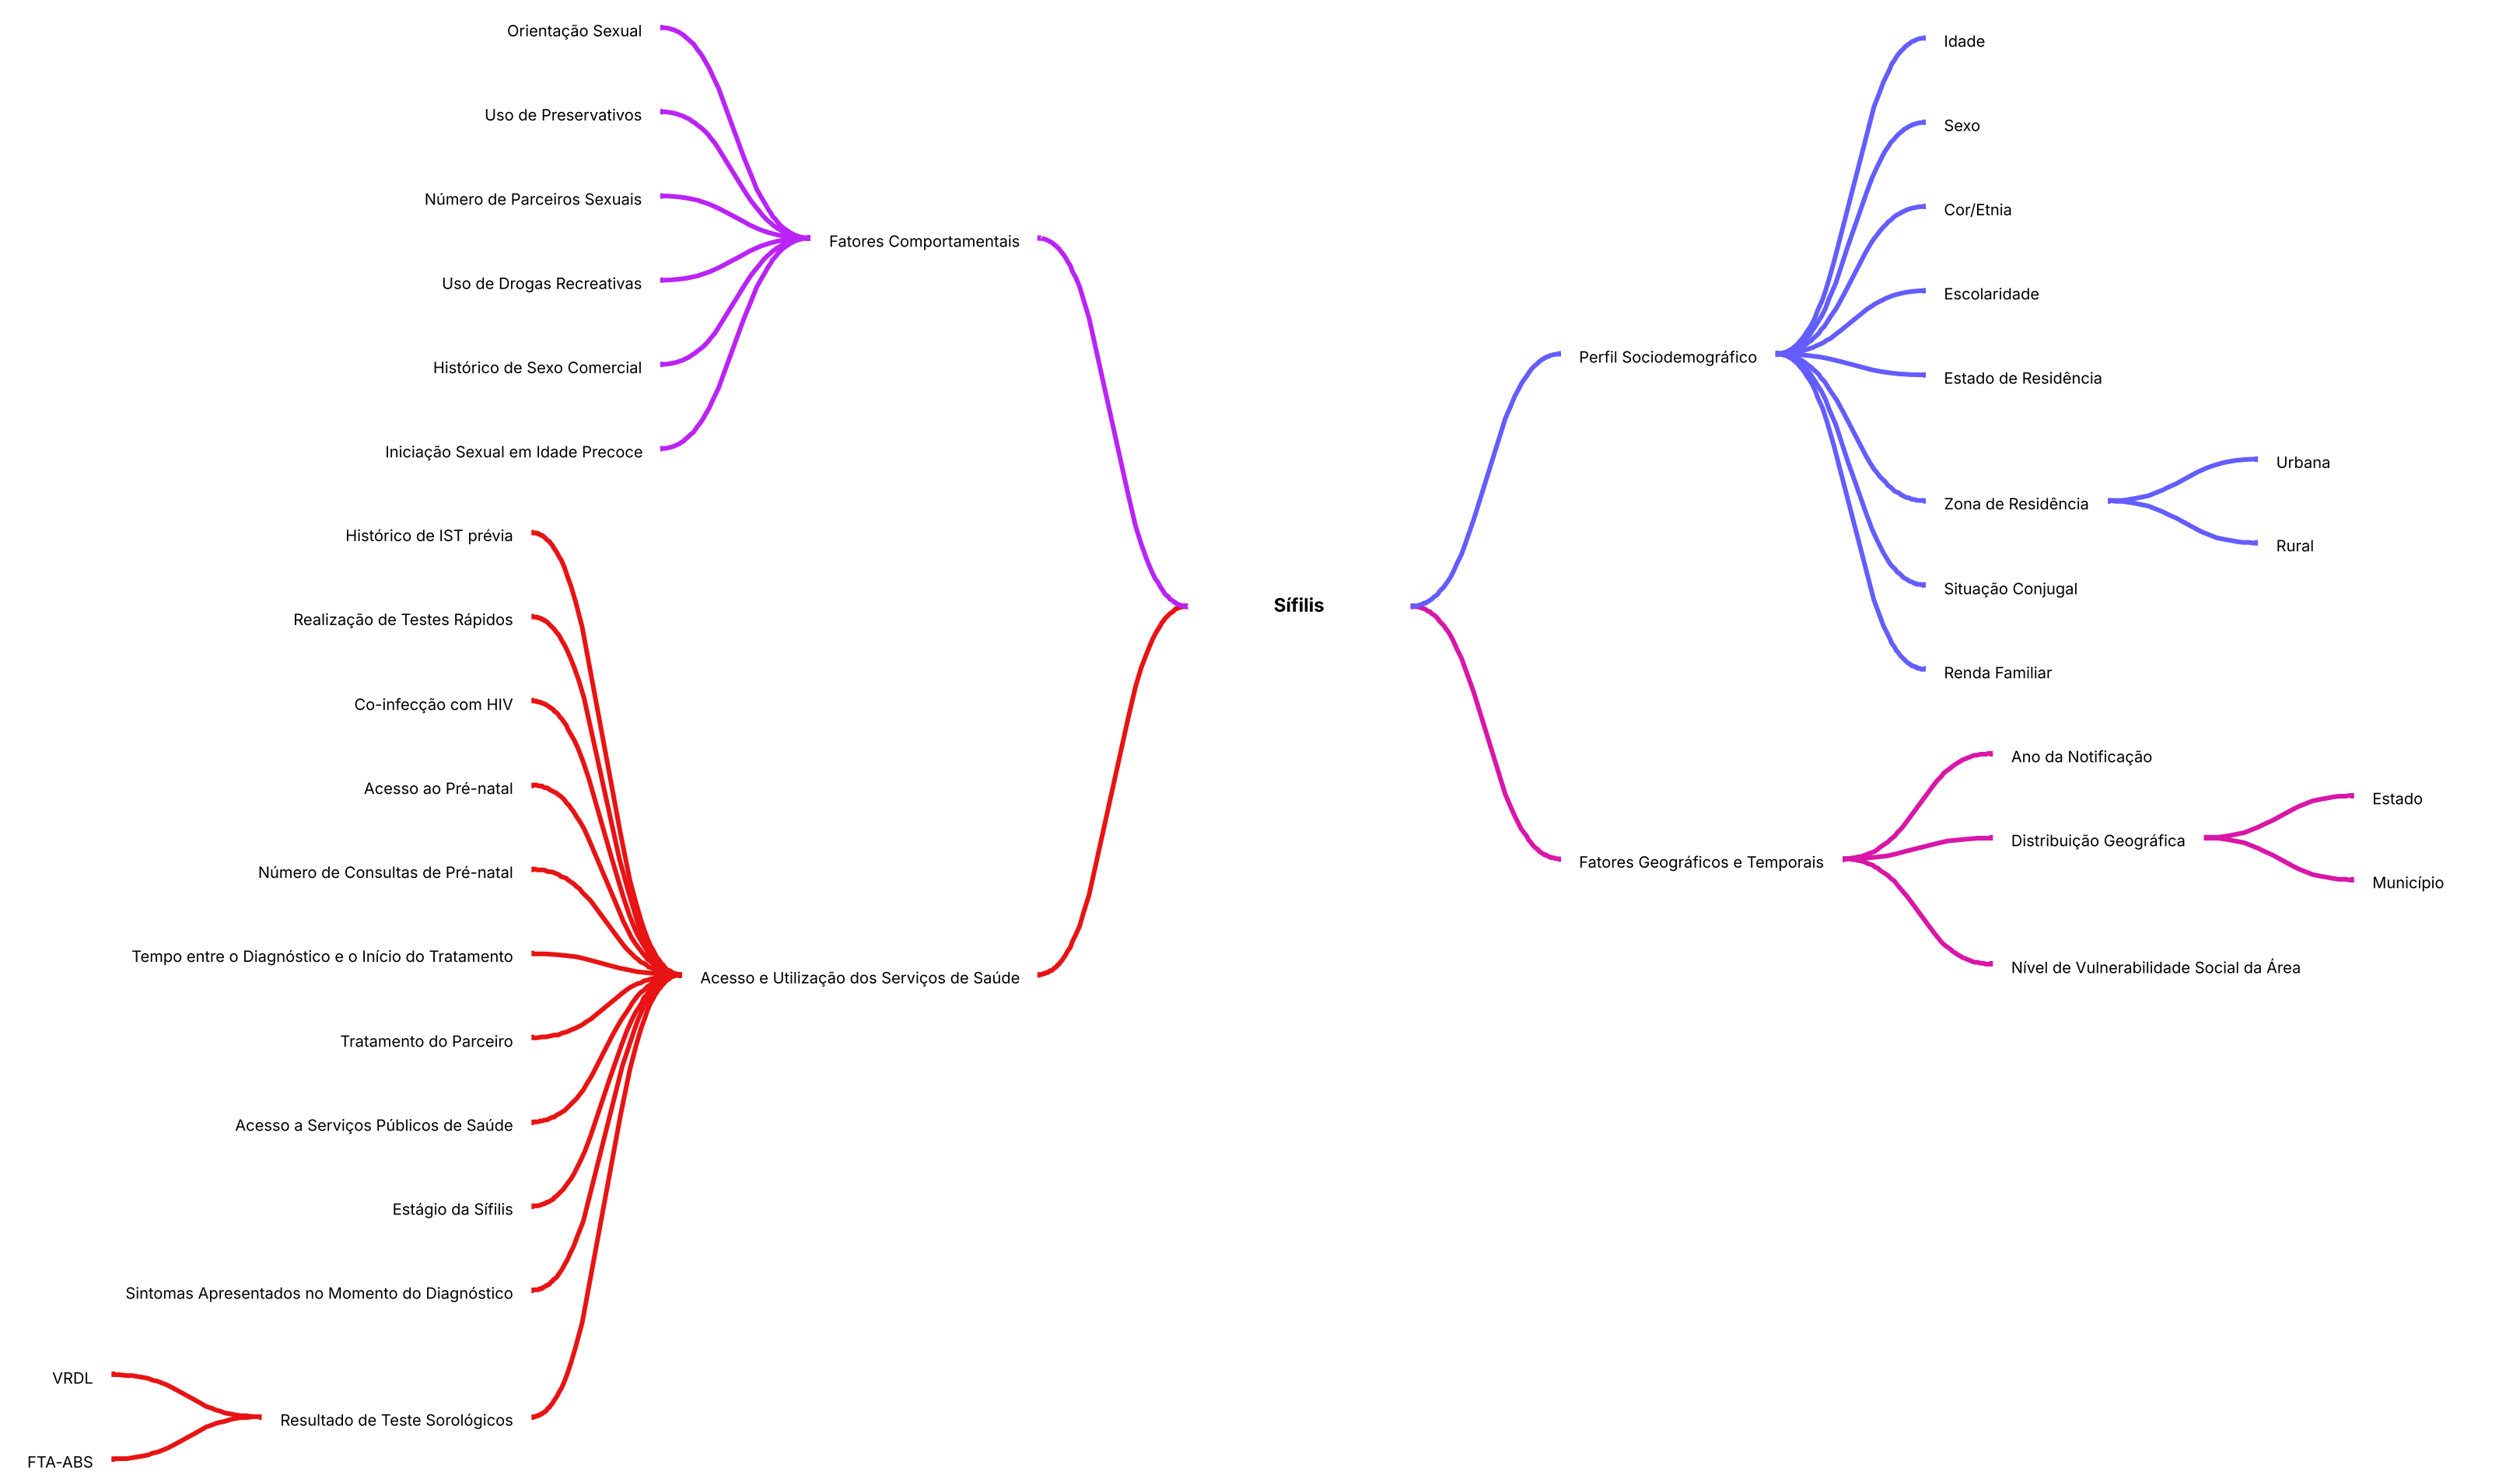 Sífilis
Fatores Comportamentais
Orientação Sexual
Uso de Preservativos
Número de Parceiros Sexuais
Uso de Drogas Recreativas
Histórico de Sexo Comercial
Iniciação Sexual em Idade Precoce
Acesso e Utilização dos Serviços de Saúde
Histórico de IST prévia
Realização de Testes Rápidos
Co-infecção com HIV
Acesso ao Pré-natal
Número de Consultas de Pré-natal
Tempo entre o Diagnóstico e o Início do Tratamento
Tratamento do Parceiro
Acesso a Serviços Públicos de Saúde
Estágio da Sífilis
Sintomas Apresentados no Momento do Diagnóstico
Resultado de Teste Sorológicos
VRDL
FTA-ABS
Perfil Sociodemográfico
Idade
Sexo
Cor/Etnia
Escolaridade
Estado de Residência
Zona de Residência
Urbana
Rural
Situação Conjugal
Renda Familiar
Fatores Geográficos e Temporais
Ano da Notificação
Distribuição Geográfica
Estado
Município
Nível de Vulnerabilidade Social da Área